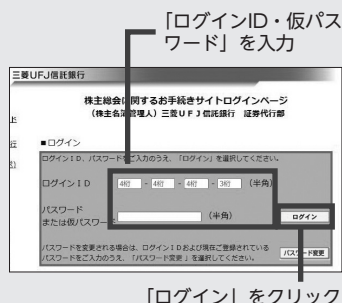 「ログインID・仮パス
ワード」を入力
三菱UFJ信託銀行
株主総会に関するお手続きサイトログインページ
（株主名簿管理人）三菱UFJ信託銀行 証券代行部
■ログイン
ログインID、パスワードをご入力のうえ、「ログイン」を選択してください。
ログインID 4桁 - 4桁 - 4桁 - 3桁 （半角）
パスワード
または仮パスワード （半角） ログイン
パスワードを変更される場合は、ログインIDおよび現在ご登録されている
パスワードをご入力のうえ、「パスワード変更」を選択してください。 パスワード変更
「ログイン」をクリック